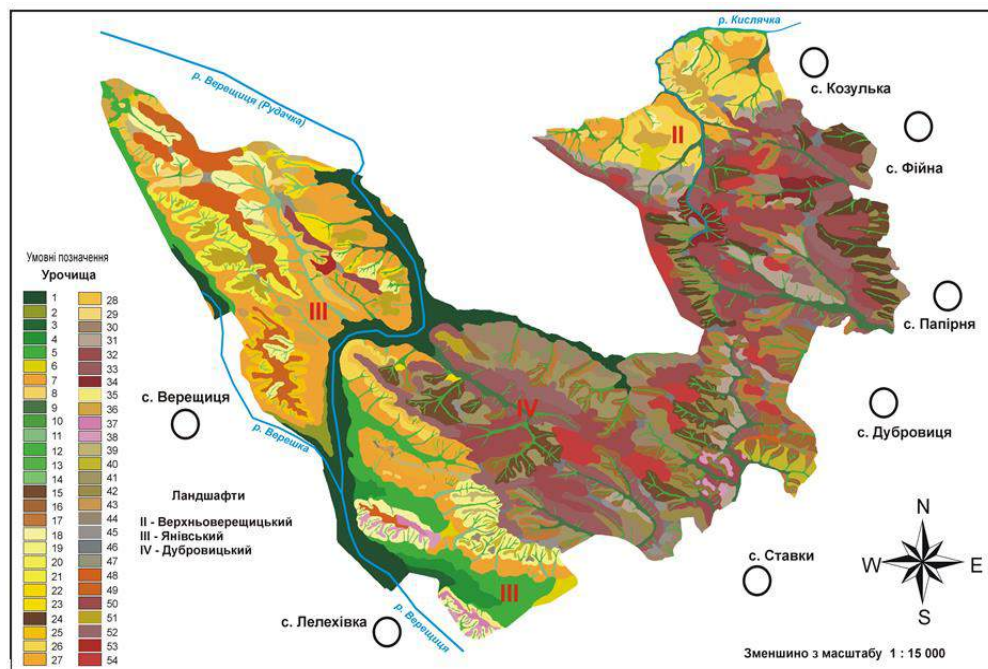 р. Кислячка
р. Верещиця (Рудачка)
с. Козулька
с. Фійна
с. Папірня
с. Дубровиця
с. Ставки
с. Верещиця
р. Верешка
с. Лелехівка
р. Верещиця
II
III
IV
III
Умовні позначення
Урочища
1
2
3
4
5
6
7
8
9
10
11
12
13
14
15
16
17
18
19
20
21
22
23
24
25
26
27
28
29
30
31
32
33
34
35
36
37
38
39
40
41
42
43
44
45
46
47
48
49
50
51
52
53
54
Ландшафти
II - Верхньоверещицький
III - Янівський
IV - Дубровицький
N
W E
S
Зменшино з масштабу 1 : 15 000